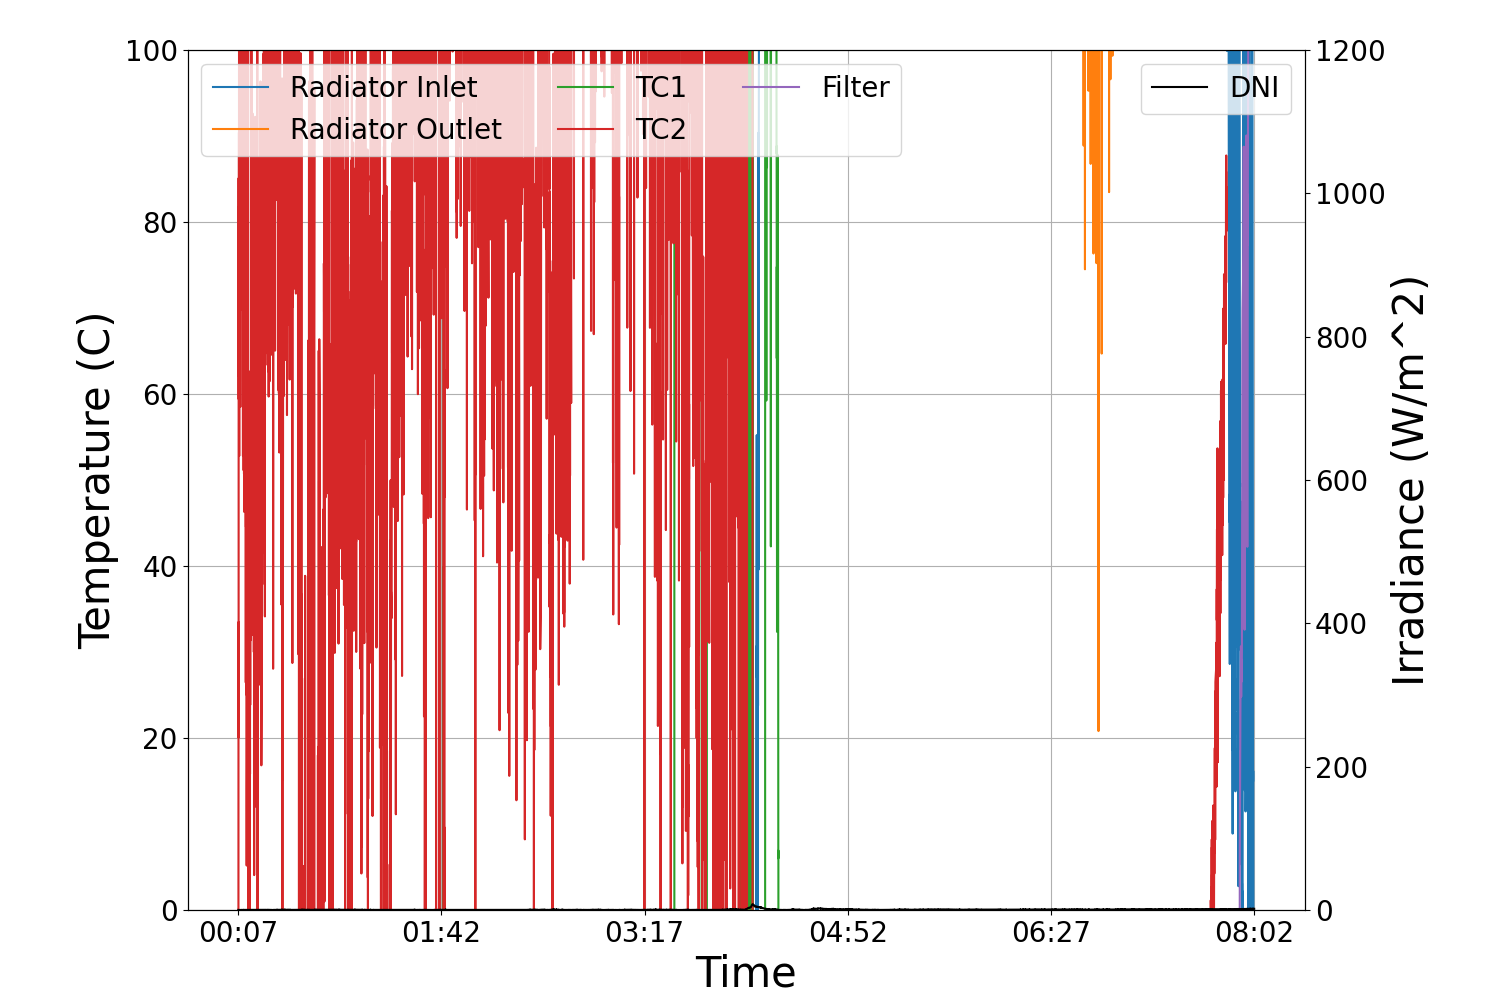 100
80
60
40
20
0
Temperature (C)
Radiator Inlet
Radiator Outlet
TC1
TC2
Filter
DNI
1200
1000
800
600
400
200
0
Irradiance (W/m^2)
00:07 01:42 03:17 04:52 06:27 08:02
Time